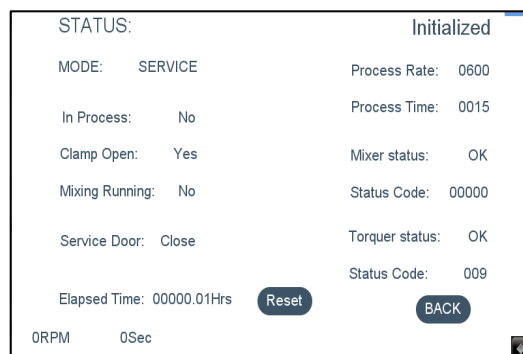 STATUS: Initialized
MODE: SERVICE
Process Rate: 0600
Process Time: 0015
In Process: No
Clamp Open: Yes
Mixer status: OK
Mixing Running: No
Status Code: 00000
Service Door: Close
Torquer status: OK
Status Code: 009
Elapsed Time: 00000.01Hrs Reset
BACK
0RPM 0Sec